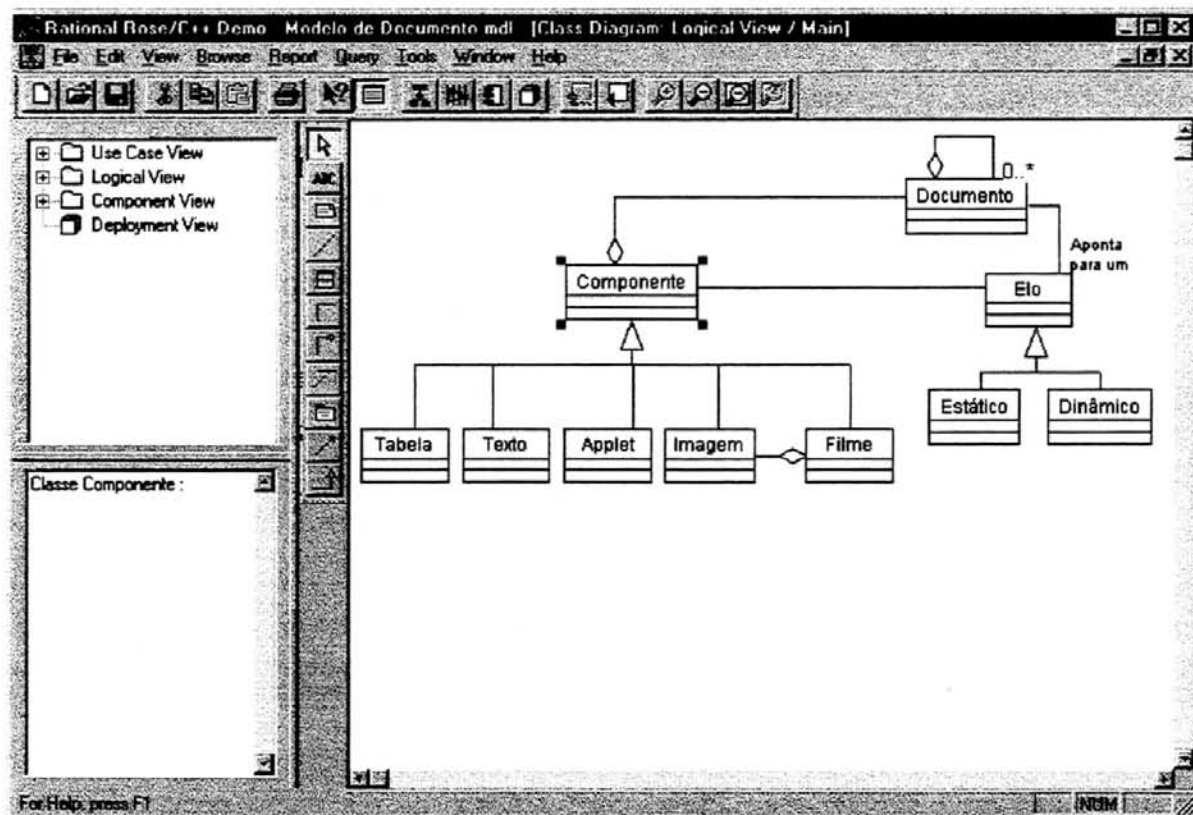 Rational Rose/C++ Demo - Modelo de Documento.mdl - [Class Diagram: Logical View / Main]
File Edit View Browse Report Query Tools Window Help
ABC
Use Case View
Logical View
Component View
Deployment View
Classe Componente :
0..*
Documento
Aponta
para um
Componente
Elo
Estático
Dinâmico
Tabela
Texto
Applet
Imagem
Filme
For Help, press F1
NUM